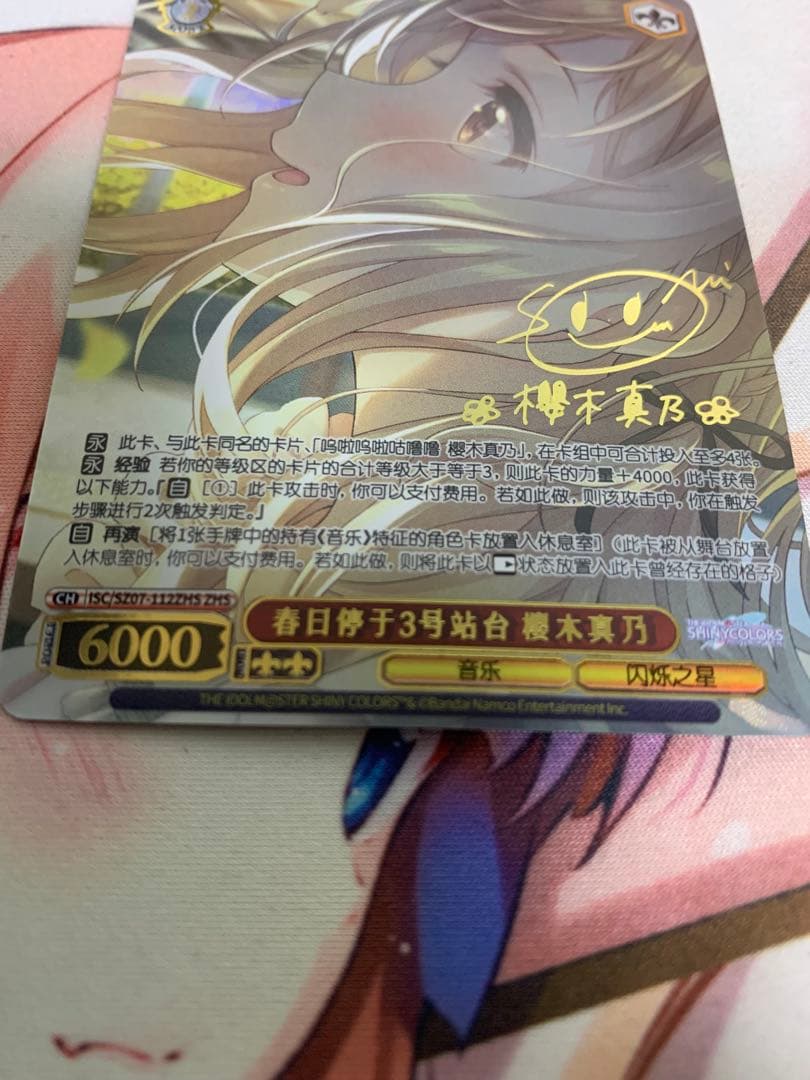 櫻木真乃
永 此卡、与此卡同名的卡片、「呜啦呜啦咕噜噜 樱木真乃」，在卡组中可合计投入至多4张。
永 经验 若你的等级区的卡片的合计等级大于等于3，则此卡的力量＋4000，此卡获得
以下能力。「自［①］此卡攻击时，你可以支付费用。若如此做，则该攻击中，你在触发
步骤进行2次触发判定。」
自 再演［将1张手牌中的持有《音乐》特征的角色卡放置入休息室］（此卡被从舞台放置
入休息室时，你可以支付费用。若如此做，则将此卡以 状态放置入此卡曾经存在的格子）
CH ISC/SZ07-112ZHS ZHS
6000
春日停于3号站台 樱木真乃
SHINYCOLORS
音乐
闪烁之星
THE IDOLM@STER SHINY COLORS™& ©Bandai Namco Entertainment Inc.